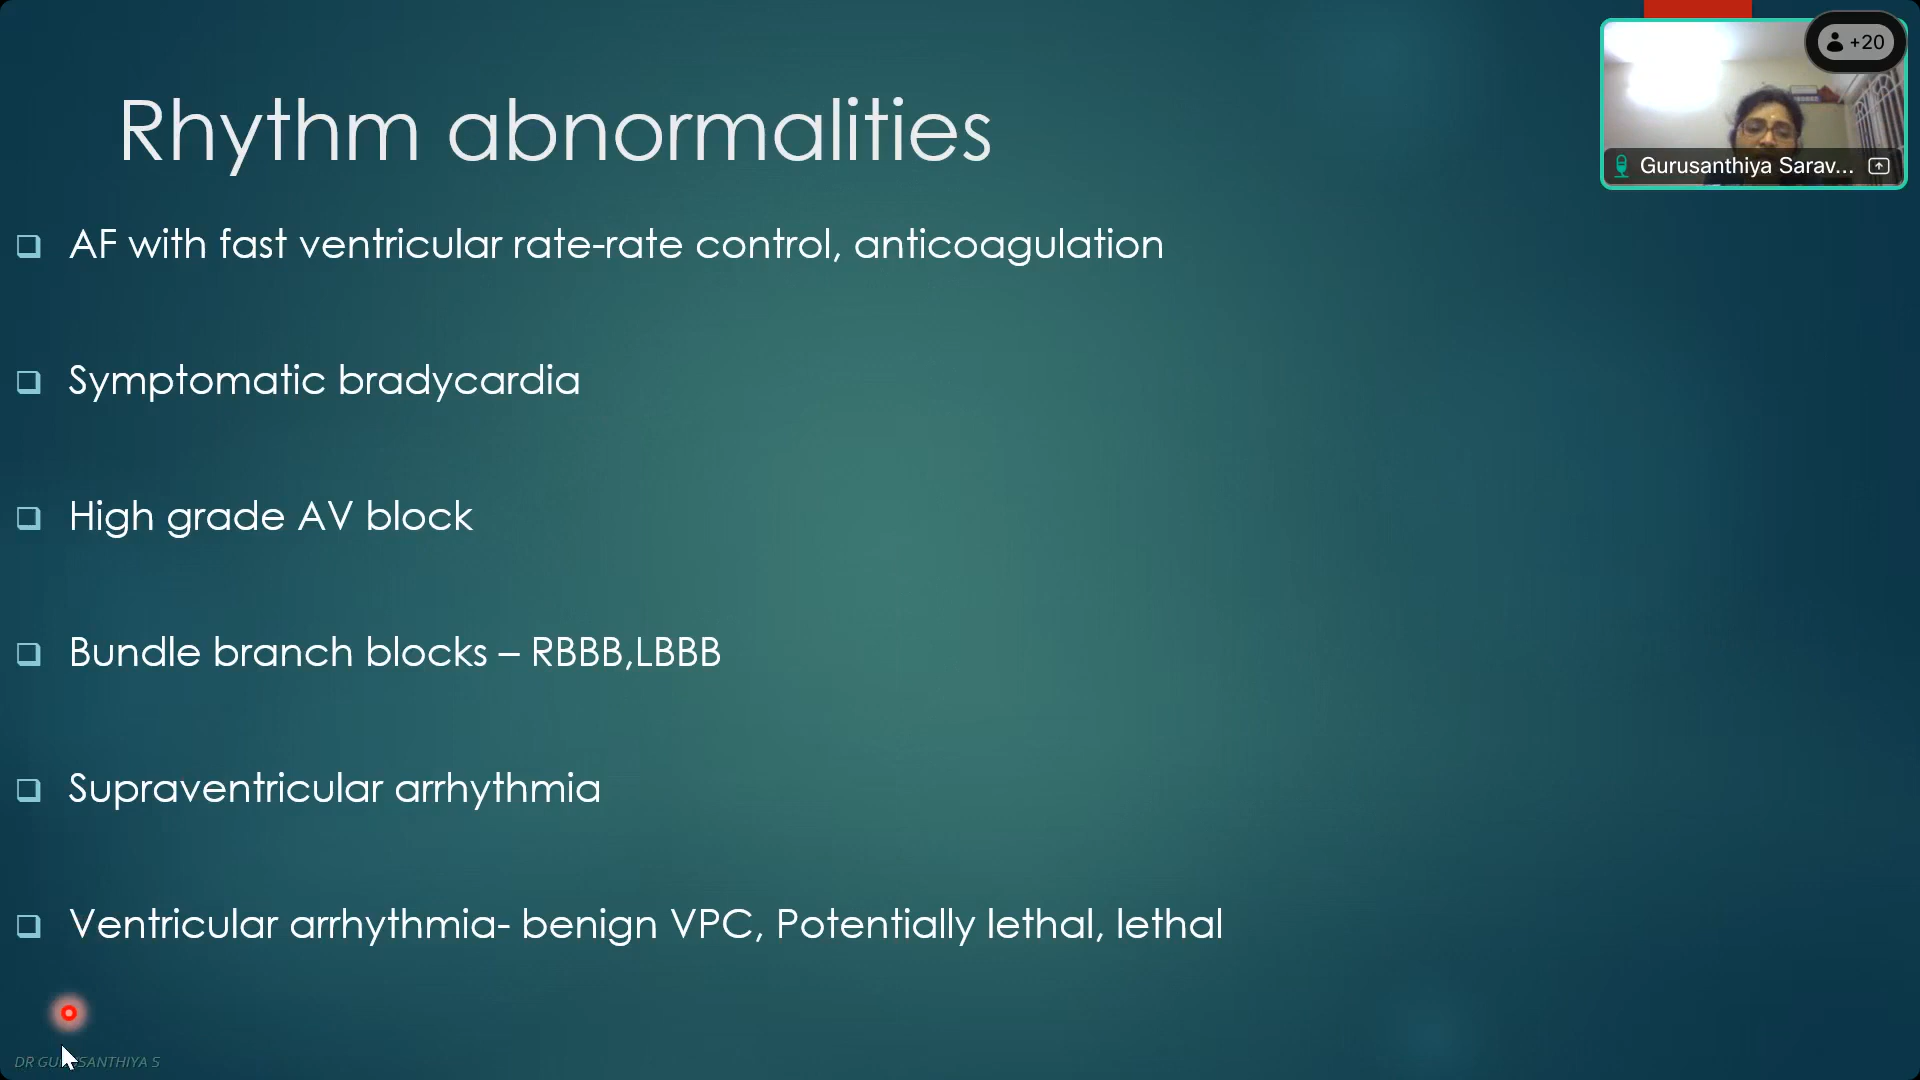 Rhythm abnormalities
+20
Gurusanthiya Sarav...
AF with fast ventricular rate-rate control, anticoagulation
Symptomatic bradycardia
High grade AV block
Bundle branch blocks – RBBB,LBBB
Supraventricular arrhythmia
Ventricular arrhythmia- benign VPC, Potentially lethal, lethal
DR GURUSANTHIYA S